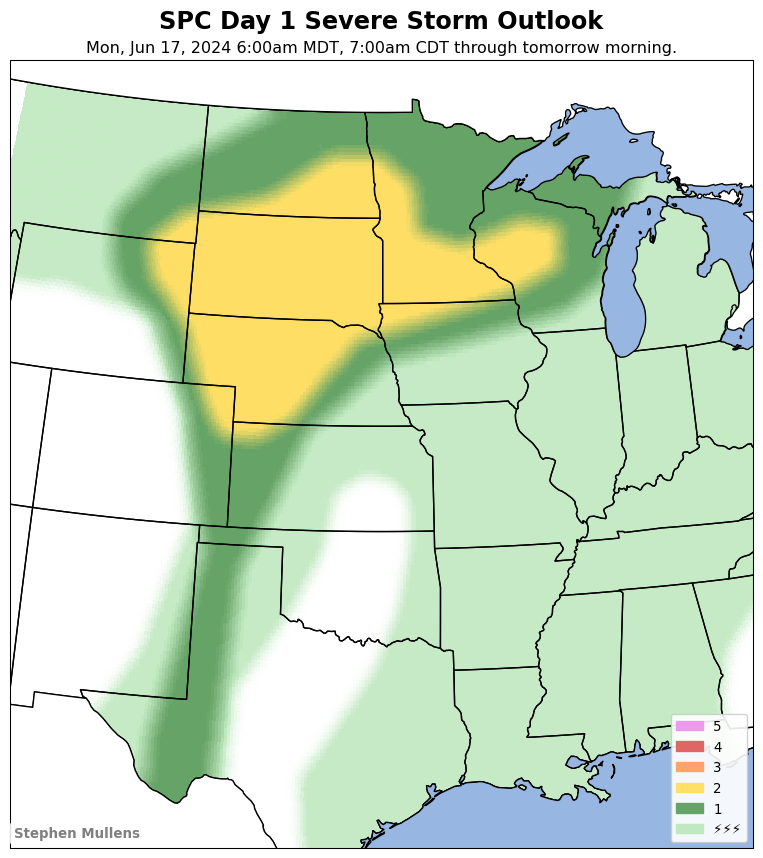 SPC Day 1 Severe Storm Outlook
Mon, Jun 17, 2024 6:00am MDT, 7:00am CDT through tomorrow morning.
5
4
3
2
1
⚡⚡⚡
Stephen Mullens